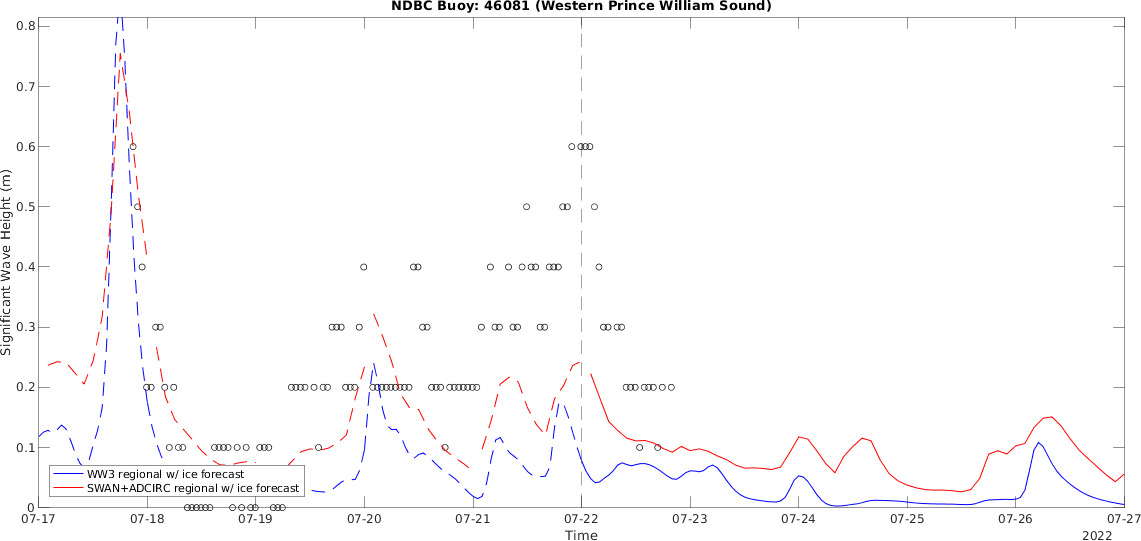 NDBC Buoy: 46081 (Western Prince William Sound)
Significant Wave Height (m)
0.8
0.7
0.6
0.5
0.4
0.3
0.2
0.1
0
WW3 regional w/ ice forecast
SWAN+ADCIRC regional w/ ice forecast
07-17 07-18 07-19 07-20 07-21 07-22 07-23 07-24 07-25 07-26 07-27
Time
2022